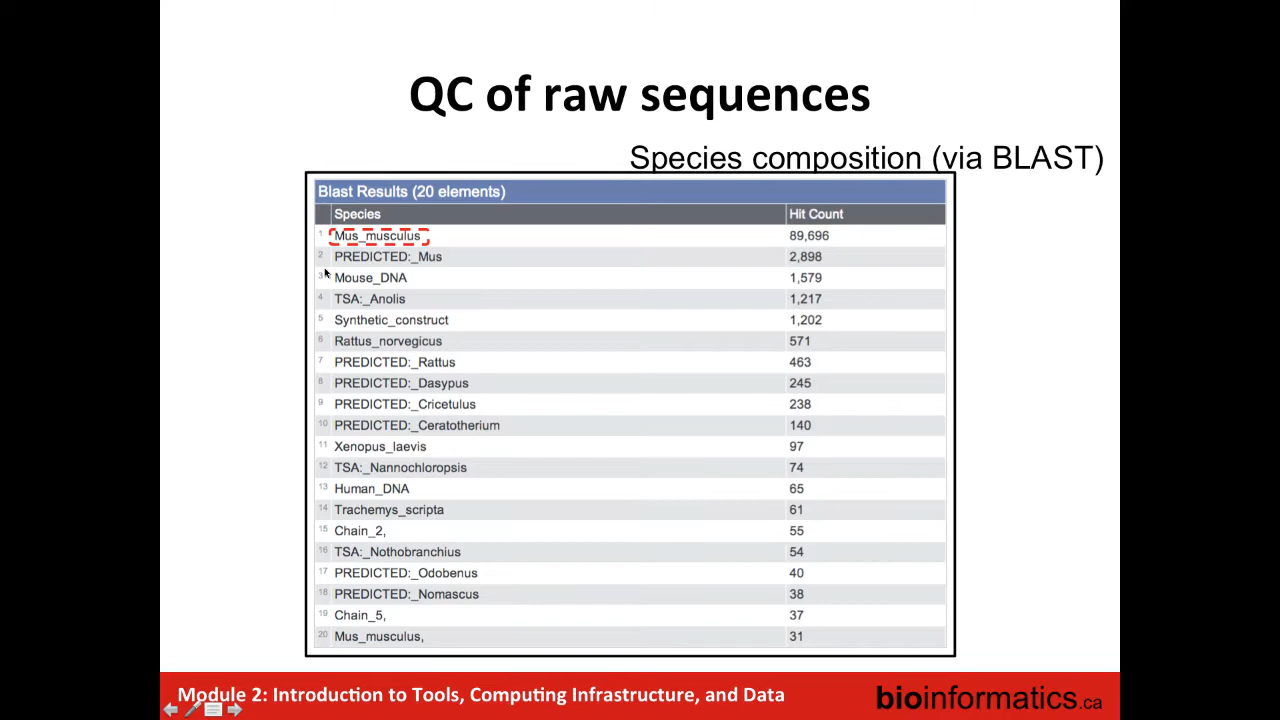 QC of raw sequences
Species composition (via BLAST)
Blast Results (20 elements)
Species Hit Count
1 Mus_musculus 89,696
2 PREDICTED:_Mus 2,898
3 Mouse_DNA 1,579
4 TSA:_Anolis 1,217
5 Synthetic_construct 1,202
6 Rattus_norvegicus 571
7 PREDICTED:_Rattus 463
8 PREDICTED:_Dasypus 245
9 PREDICTED:_Cricetulus 238
10 PREDICTED:_Ceratotherium 140
11 Xenopus_laevis 97
12 TSA:_Nannochloropsis 74
13 Human_DNA 65
14 Trachemys_scripta 61
15 Chain_2, 55
16 TSA:_Nothobranchius 54
17 PREDICTED:_Odobenus 40
18 PREDICTED:_Nomascus 38
19 Chain_5, 37
20 Mus_musculus, 31
Module 2: Introduction to Tools, Computing Infrastructure, and Data
bioinformatics.ca